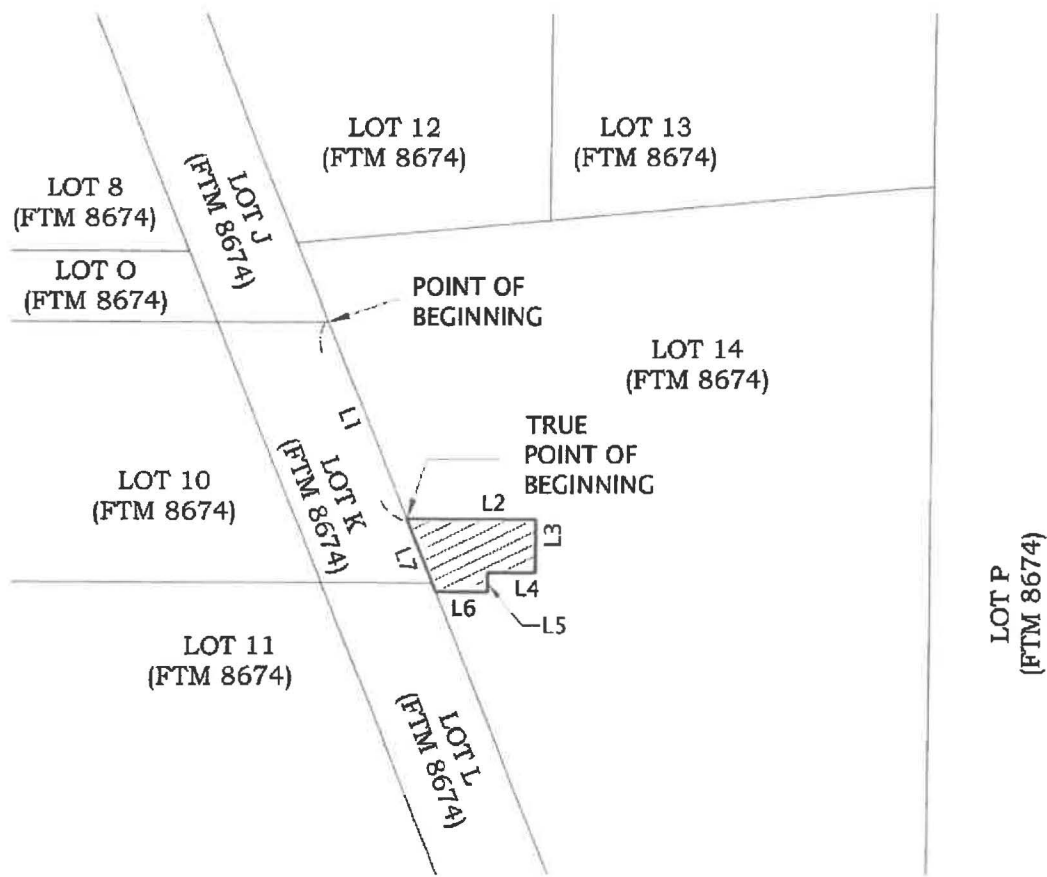 LOT 12
(FTM 8674)
LOT 13
(FTM 8674)
LOT J
(FTM 8674)
LOT 8
(FTM 8674)
LOT O
(FTM 8674)
POINT OF
BEGINNING
LOT 14
(FTM 8674)
L1
TRUE
POINT OF
BEGINNING
LOT K
(FTM 8674)
LOT 10
(FTM 8674)
L2
L3
L7
L4
L6
L5
LOT P
(FTM 8674)
LOT 11
(FTM 8674)
LOT L
(FTM 8674)